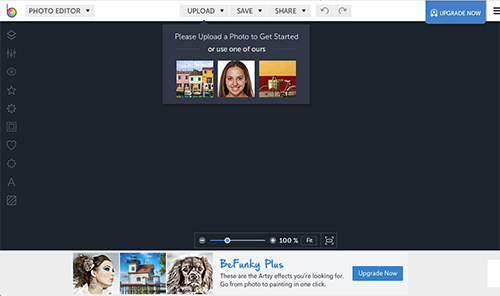 PHOTO EDITOR
UPLOAD
SAVE
SHARE
UPGRADE NOW
Please Upload a Photo to Get Started
or use one of ours
A
100 %
Fit
BeFunky Plus
These are the Artsy effects you're looking for.
Go from photo to painting in one click.
Upgrade Now